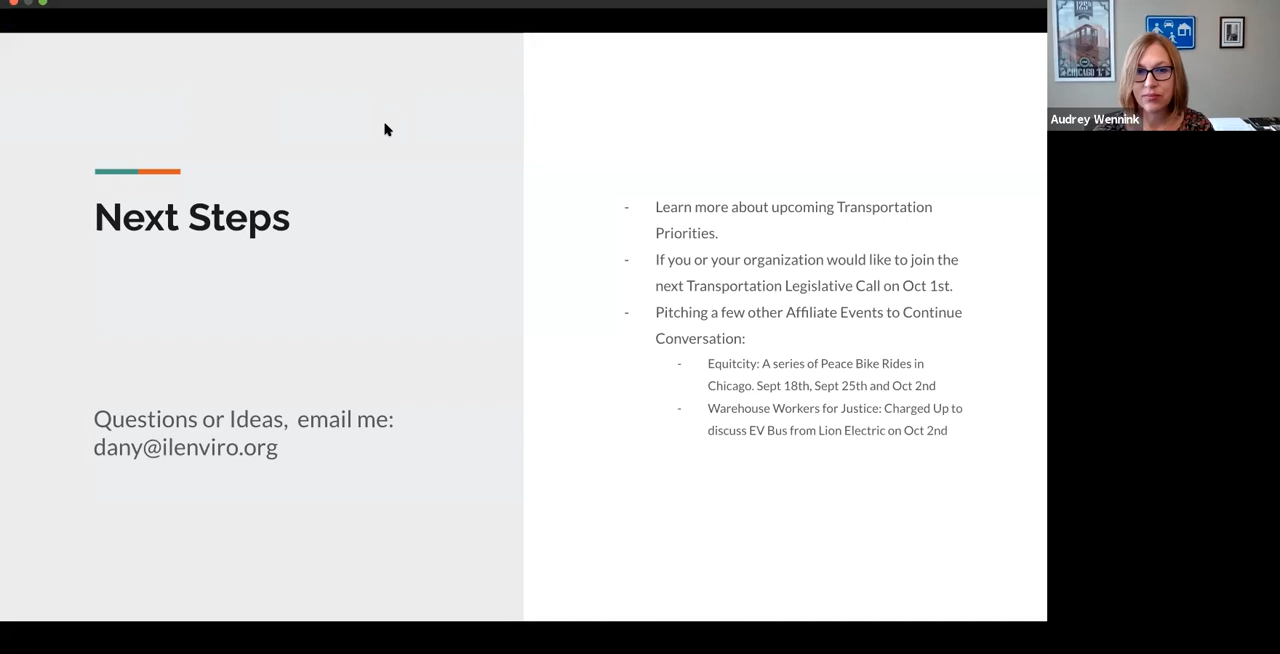 Next Steps
Questions or Ideas, email me:
dany@ilenviro.org
- Learn more about upcoming Transportation
Priorities.
- If you or your organization would like to join the
next Transportation Legislative Call on Oct 1st.
- Pitching a few other Affiliate Events to Continue
Conversation:
- Equitcity: A series of Peace Bike Rides in
Chicago. Sept 18th, Sept 25th and Oct 2nd
- Warehouse Workers for Justice: Charged Up to
discuss EV Bus from Lion Electric on Oct 2nd
125
CHICAGO "L"
Audrey Wennink